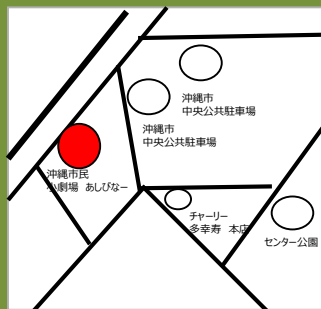 沖縄市
中央公共駐車場
沖縄市
中央公共駐車場
沖縄市民
小劇場 あしびなー
チャーリー
多幸寿 本店
センター公園